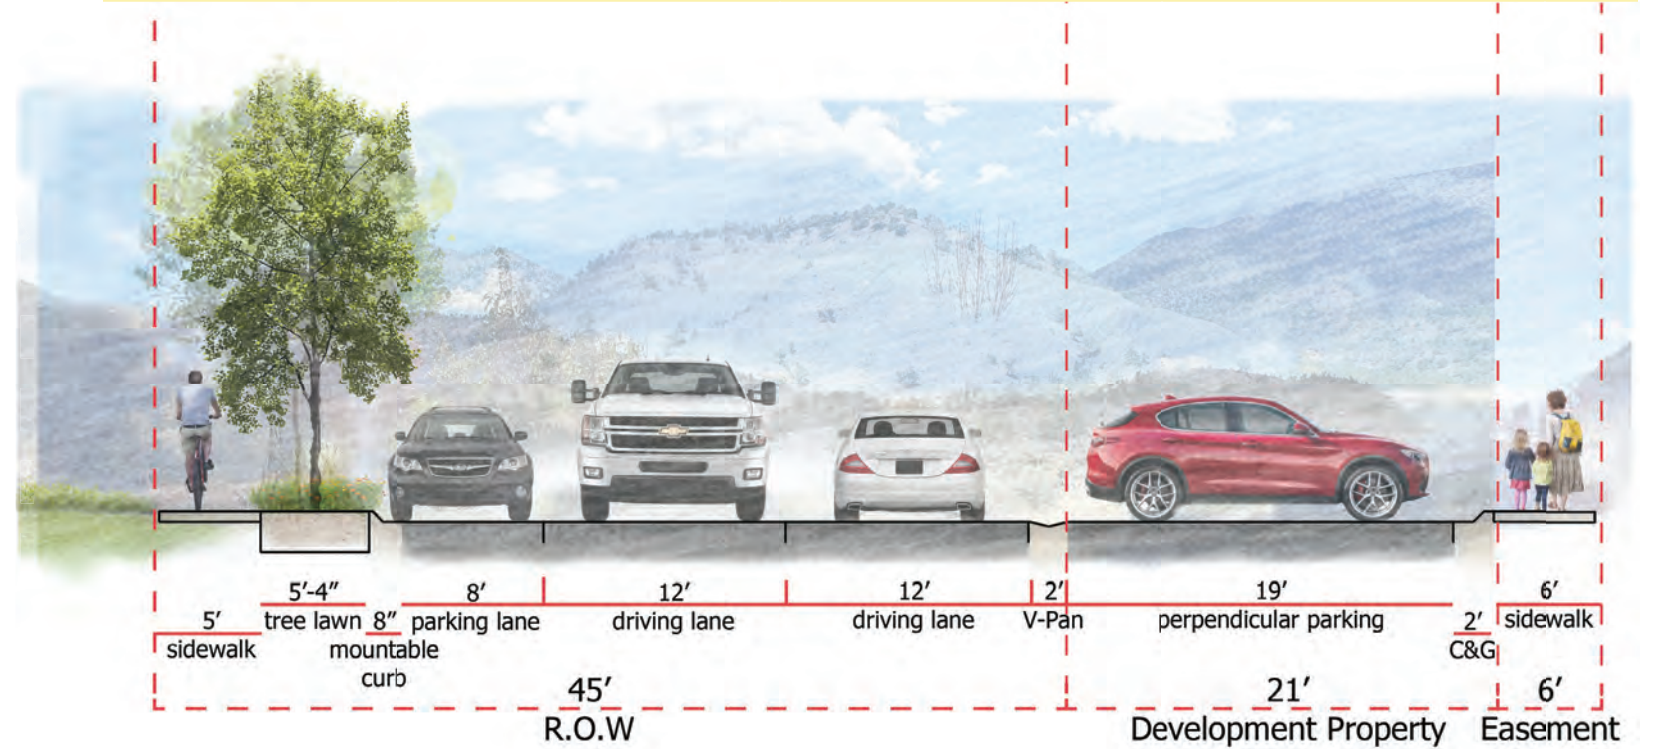 5'-4" 8' 12' 12' 2' 19' 6'
5' tree lawn 8" parking lane driving lane driving lane V-Pan perpendicular parking 2' sidewalk
sidewalk mountable C&G
curb
45' 21' 6'
R.O.W Development Property Easement